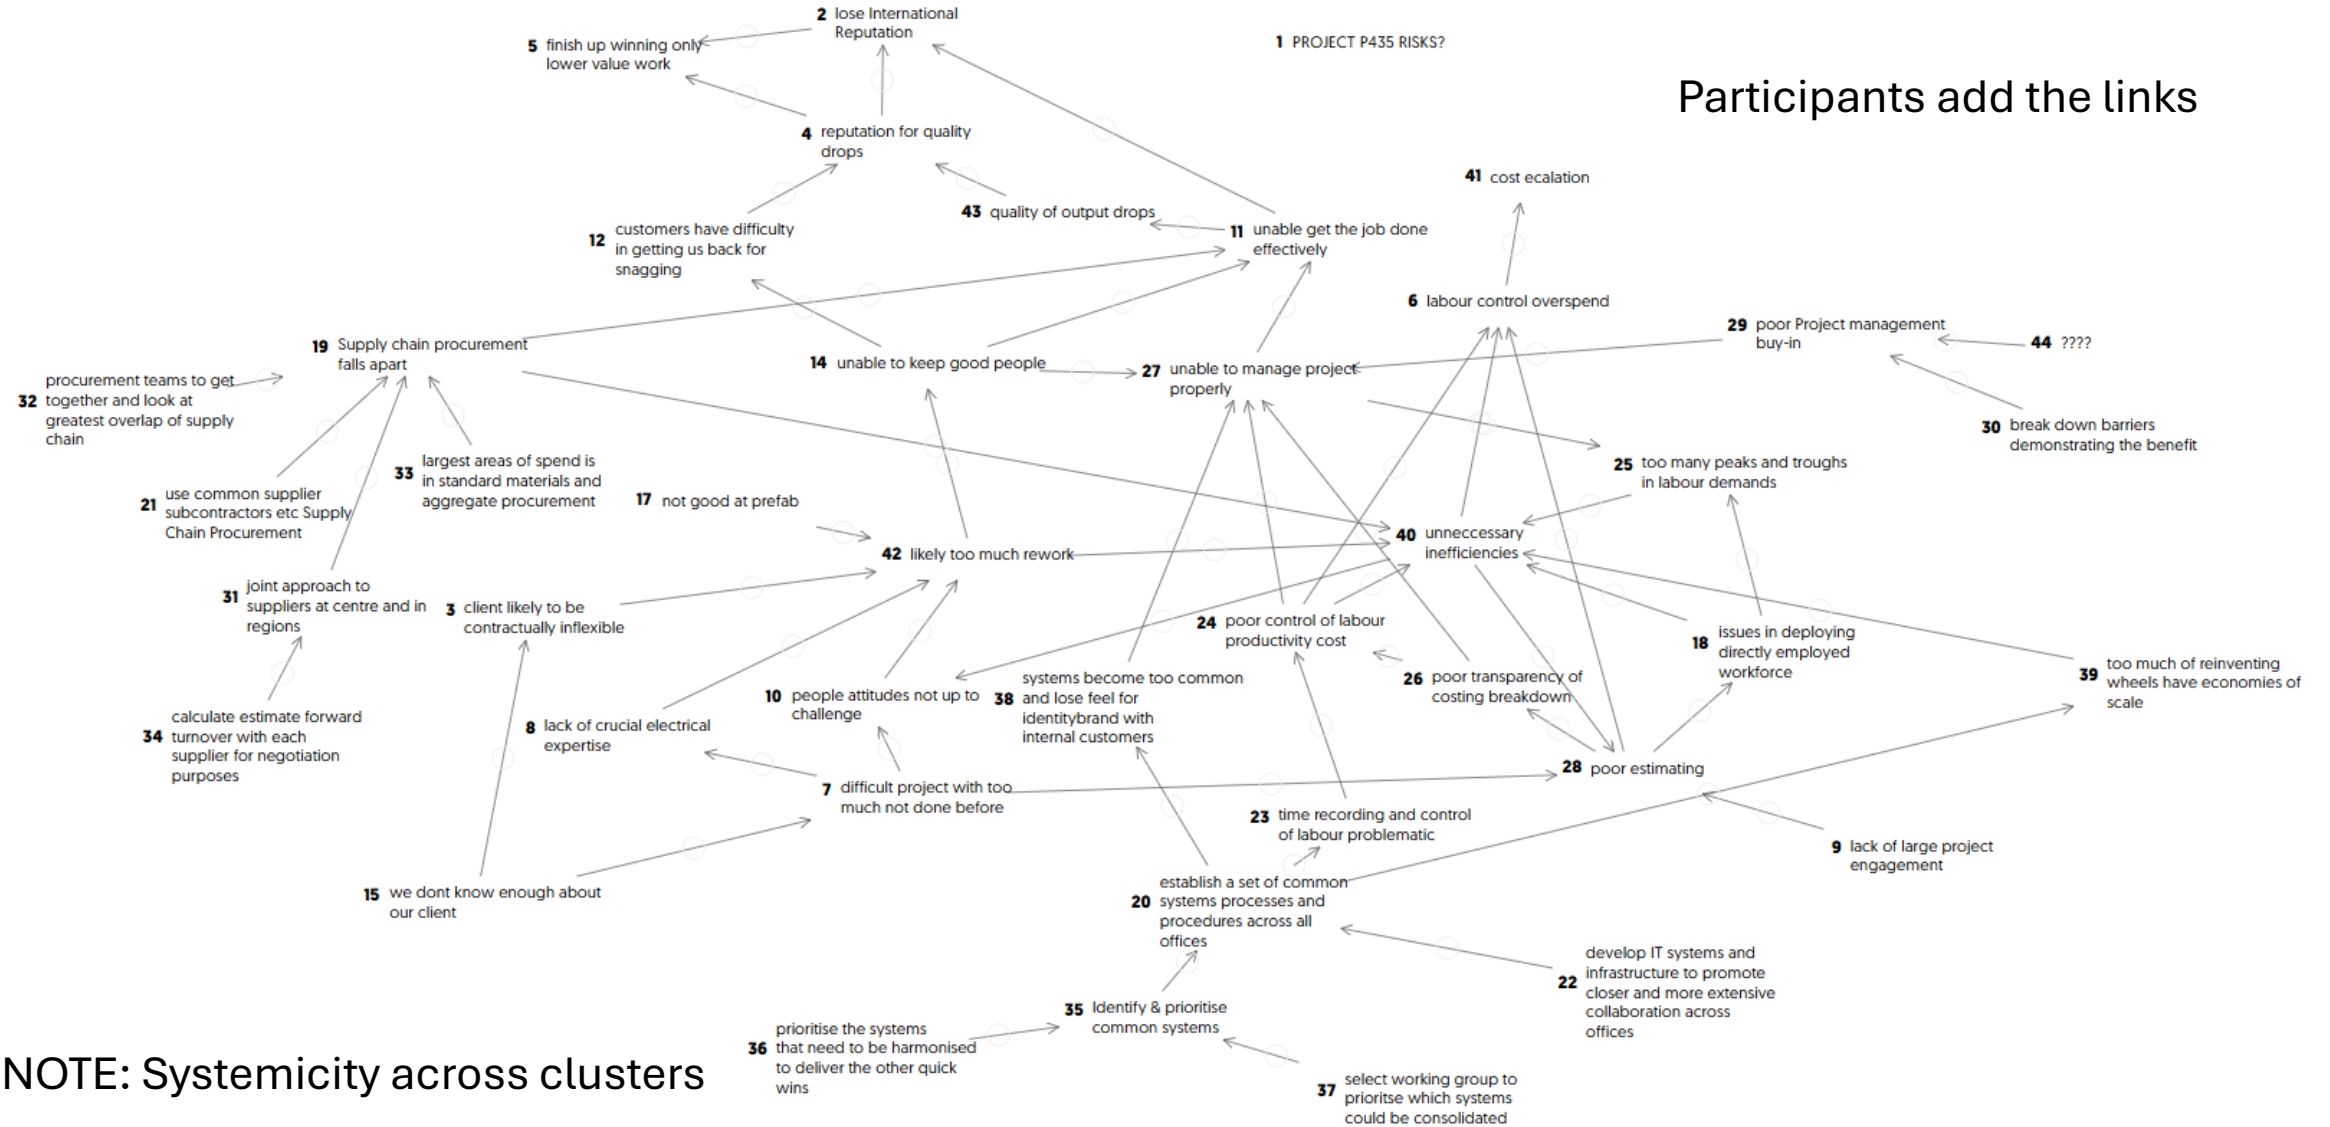 2 lose International
Reputation
5 finish up winning only
lower value work
1 PROJECT P435 RISKS?
Participants add the links
4 reputation for quality
drops
41 cost ecalation
43 quality of output drops
12 customers have difficulty
in getting us back for
snagging
11 unable get the job done
effectively
6 labour control overspend
29 poor Project management
buy-in
44 ????
19 Supply chain procurement
falls apart
14 unable to keep good people
27 unable to manage project
properly
32 procurement teams to get
together and look at
greatest overlap of supply
chain
30 break down barriers
demonstrating the benefit
33 largest areas of spend is
in standard materials and
aggregate procurement
25 too many peaks and troughs
in labour demands
21 use common supplier
subcontractors etc Supply
Chain Procurement
17 not good at prefab
40 unneccessary
inefficiencies
42 likely too much rework
31 joint approach to
suppliers at centre and in
regions
3 client likely to be
contractually inflexible
24 poor control of labour
productivity cost
18 issues in deploying
directly employed
workforce
39 too much of reinventing
wheels have economies of
scale
26 poor transparency of
costing breakdown
10 people attitudes not up to
challenge
38 systems become too common
and lose feel for
identitybrand with
internal customers
8 lack of crucial electrical
expertise
34 calculate estimate forward
turnover with each
supplier for negotiation
purposes
28 poor estimating
7 difficult project with too
much not done before
23 time recording and control
of labour problematic
9 lack of large project
engagement
15 we dont know enough about
our client
20 establish a set of common
systems processes and
procedures across all
offices
22 develop IT systems and
infrastructure to promote
closer and more extensive
collaboration across
offices
35 Identify & prioritise
common systems
36 prioritise the systems
that need to be harmonised
to deliver the other quick
wins
37 select working group to
prioritse which systems
could be consolidated
NOTE: Systemicity across clusters